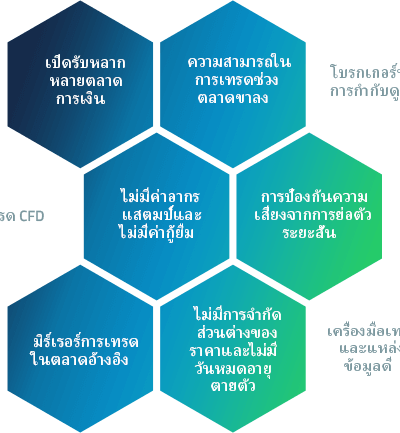 เปิดรับหลาก
หลายตลาด
การเงิน
ความสามารถใน
การเทรดช่วง
ตลาดขาลง
โบรกเกอร์
การกำกับดู
รด CFD
ไม่มีค่าอากร
แสตมป์และ
ไม่มีค่ากู้ยืม
การป้องกันความ
เสี่ยงจากการย่อตัว
ระยะสั้น
มิร์เรอร์การเทรด
ในตลาดอ้างอิง
ไม่มีการจำกัด
ส่วนต่างของ
ราคาและไม่มี
วันหมดอายุ
ตายตัว
เครื่องมือเท
และแหล่ง
ข้อมูลดี